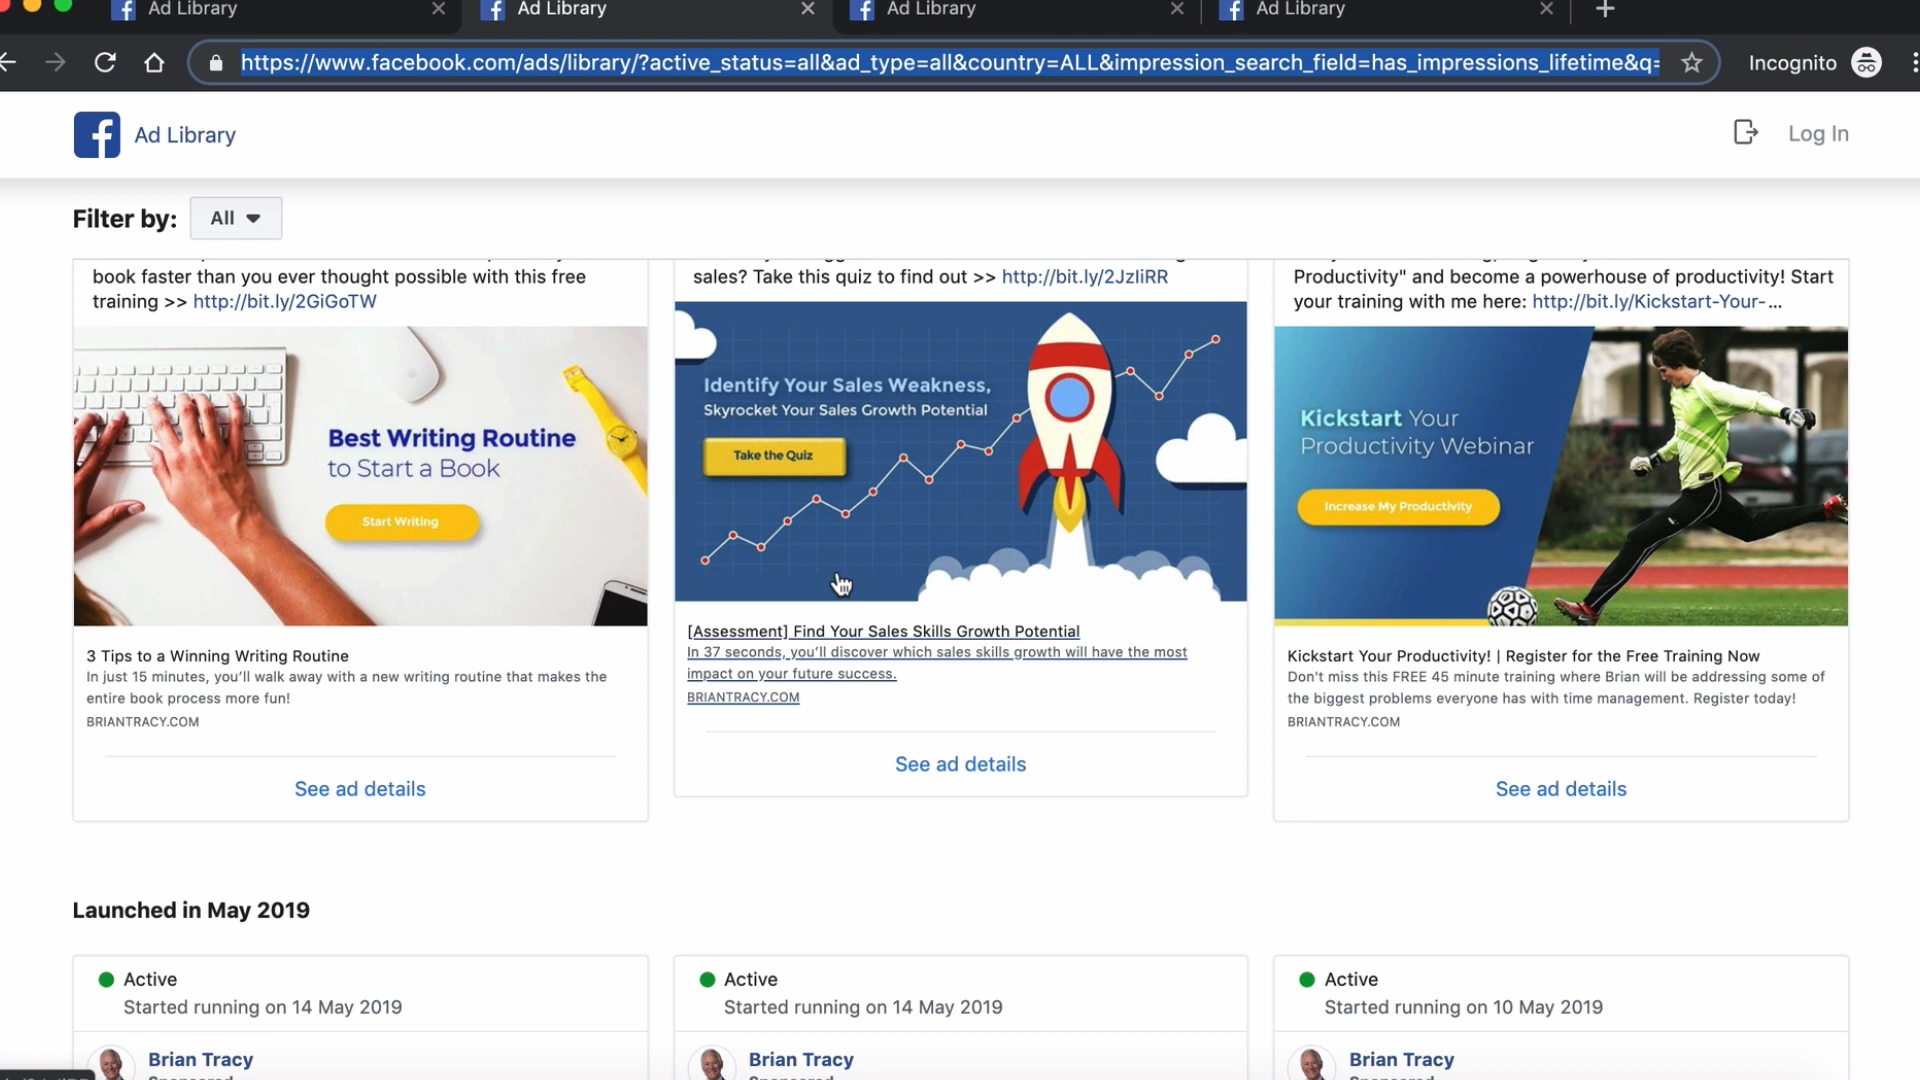 Ad Library
Ad Library
Ad Library
Ad Library
https://www.facebook.com/ads/library/?active_status=all&ad_type=all&country=ALL&impression_search_field=has_impressions_lifetime&q=
Incognito
Ad Library
Log In
Filter by:
All
book faster than you ever thought possible with this free
training >> http://bit.ly/2GiGoTW
Best Writing Routine
to Start a Book
Start Writing
3 Tips to a Winning Writing Routine
In just 15 minutes, you'll walk away with a new writing routine that makes the
entire book process more fun!
BRIANTRACY.COM
See ad details
sales? Take this quiz to find out >> http://bit.ly/2JzIiRR
Identify Your Sales Weakness,
Skyrocket Your Sales Growth Potential
Take the Quiz
[Assessment] Find Your Sales Skills Growth Potential
In 37 seconds, you'll discover which sales skills growth will have the most
impact on your future success.
BRIANTRACY.COM
See ad details
Productivity" and become a powerhouse of productivity! Start
your training with me here: http://bit.ly/Kickstart-Your-...
Kickstart Your
Productivity Webinar
Increase My Productivity
Kickstart Your Productivity! | Register for the Free Training Now
Don't miss this FREE 45 minute training where Brian will be addressing some of
the biggest problems everyone has with time management. Register today!
BRIANTRACY.COM
See ad details
Launched in May 2019
Active
Started running on 14 May 2019
Brian Tracy
Active
Started running on 14 May 2019
Brian Tracy
Active
Started running on 10 May 2019
Brian Tracy